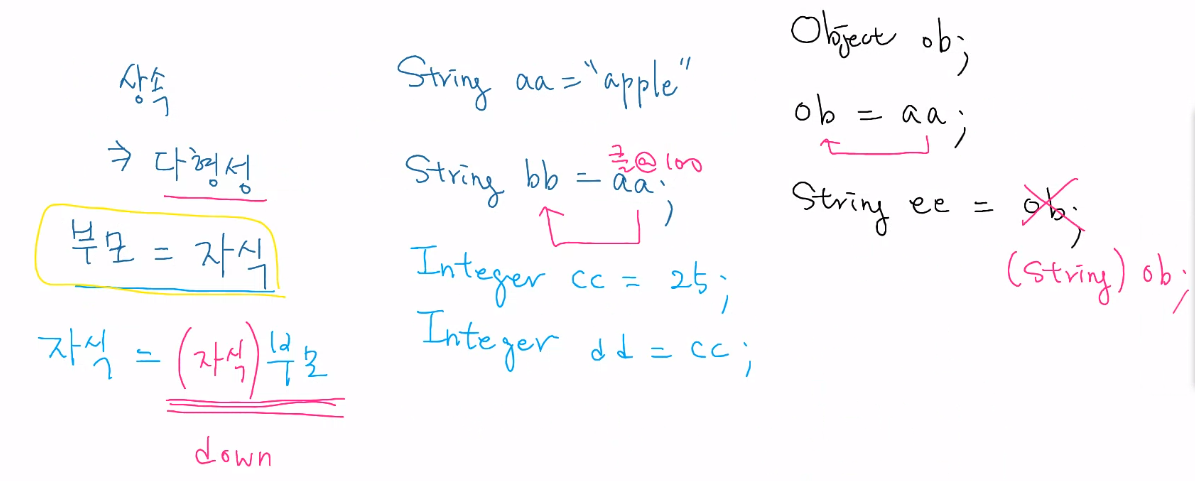 상속
⇒ 다형성
부모 = 자식
자식 = (자식)부모
down
String aa = "apple"
String bb = aa;
@100
Integer cc = 25;
Integer dd = cc;
Object ob;
ob = aa;
String ee = ob;
(String) ob;